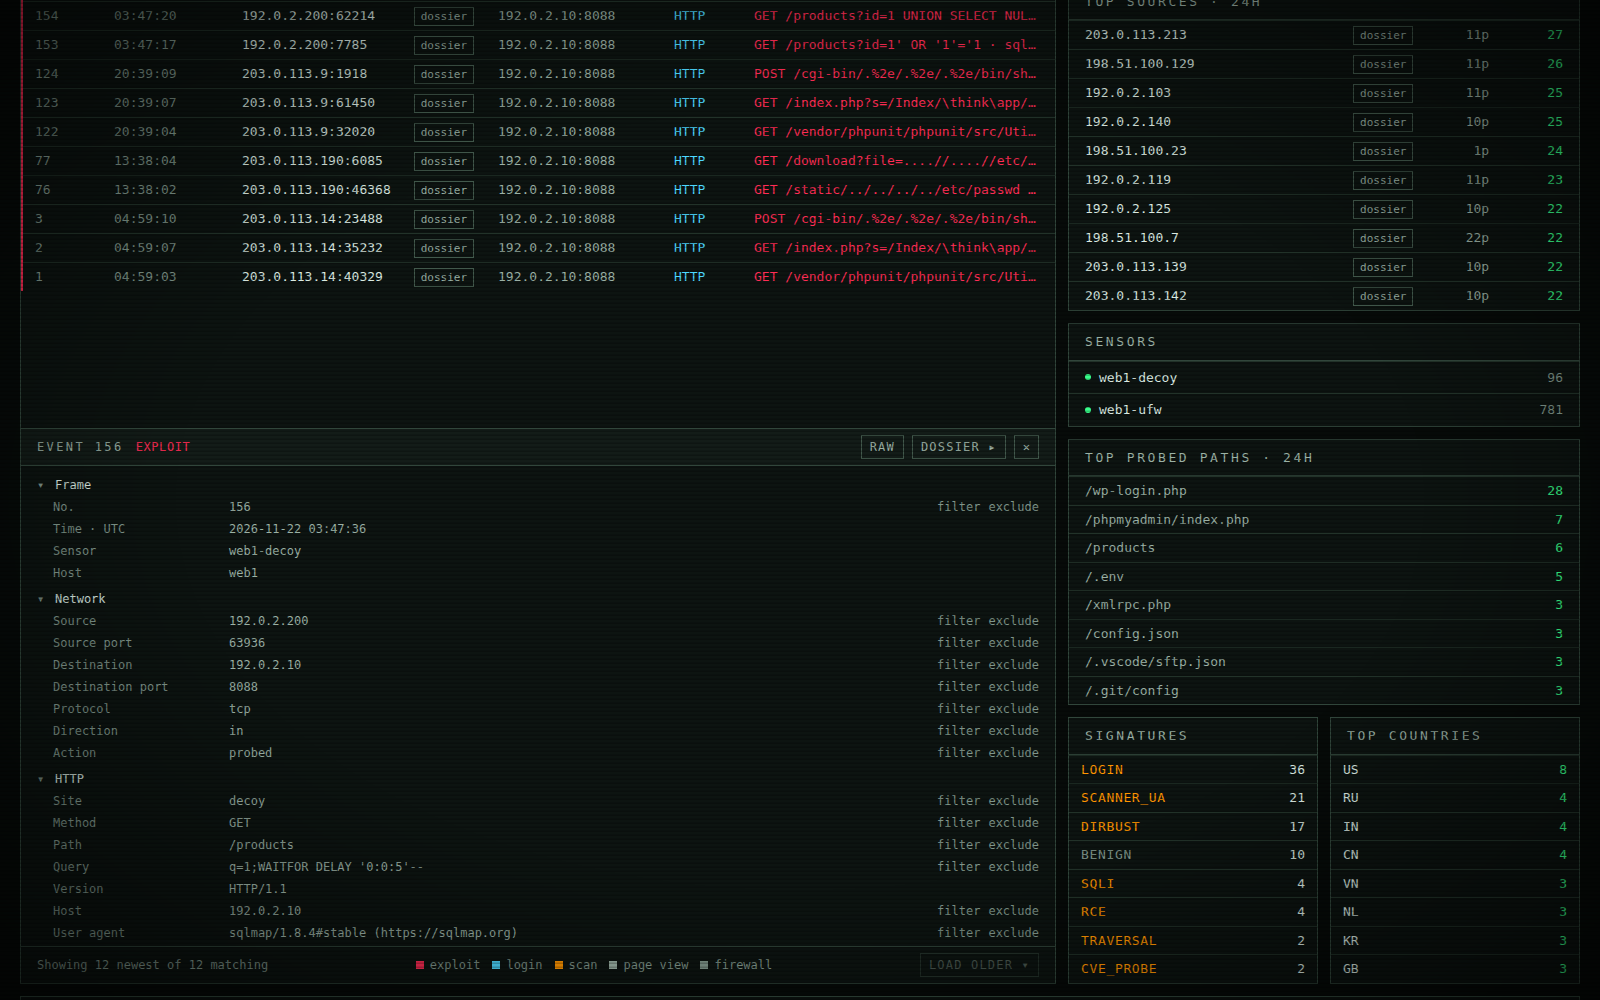 154 03:47:20 192.0.2.200:62214 dossier 192.0.2.10:8088 HTTP GET /products?id=1 UNION SELECT NUL…
153 03:47:17 192.0.2.200:7785 dossier 192.0.2.10:8088 HTTP GET /products?id=1' OR '1'='1 · sql…
124 20:39:09 203.0.113.9:1918 dossier 192.0.2.10:8088 HTTP POST /cgi-bin/.%2e/.%2e/.%2e/bin/sh…
123 20:39:07 203.0.113.9:61450 dossier 192.0.2.10:8088 HTTP GET /index.php?s=/Index/\think\app/…
122 20:39:04 203.0.113.9:32020 dossier 192.0.2.10:8088 HTTP GET /vendor/phpunit/phpunit/src/Uti…
77 13:38:04 203.0.113.190:6085 dossier 192.0.2.10:8088 HTTP GET /download?file=....//....//etc/…
76 13:38:02 203.0.113.190:46368 dossier 192.0.2.10:8088 HTTP GET /static/../../../../etc/passwd …
3 04:59:10 203.0.113.14:23488 dossier 192.0.2.10:8088 HTTP POST /cgi-bin/.%2e/.%2e/.%2e/bin/sh…
2 04:59:07 203.0.113.14:35232 dossier 192.0.2.10:8088 HTTP GET /index.php?s=/Index/\think\app/…
1 04:59:03 203.0.113.14:40329 dossier 192.0.2.10:8088 HTTP GET /vendor/phpunit/phpunit/src/Uti…
EVENT 156 EXPLOIT RAW DOSSIER ▸ ✕
▾ Frame
No. 156 filter exclude
Time · UTC 2026-11-22 03:47:36
Sensor web1-decoy
Host web1
▾ Network
Source 192.0.2.200 filter exclude
Source port 63936 filter exclude
Destination 192.0.2.10 filter exclude
Destination port 8088 filter exclude
Protocol tcp filter exclude
Direction in filter exclude
Action probed filter exclude
▾ HTTP
Site decoy filter exclude
Method GET filter exclude
Path /products filter exclude
Query q=1;WAITFOR DELAY '0:0:5'-- filter exclude
Version HTTP/1.1
Host 192.0.2.10 filter exclude
User agent sqlmap/1.8.4#stable (https://sqlmap.org) filter exclude
Showing 12 newest of 12 matching exploit login scan page view firewall LOAD OLDER ▾
TOP SOURCES · 24H
203.0.113.213 dossier 11p 27
198.51.100.129 dossier 11p 26
192.0.2.103 dossier 11p 25
192.0.2.140 dossier 10p 25
198.51.100.23 dossier 1p 24
192.0.2.119 dossier 11p 23
192.0.2.125 dossier 10p 22
198.51.100.7 dossier 22p 22
203.0.113.139 dossier 10p 22
203.0.113.142 dossier 10p 22
SENSORS
web1-decoy 96
web1-ufw 781
TOP PROBED PATHS · 24H
/wp-login.php 28
/phpmyadmin/index.php 7
/products 6
/.env 5
/xmlrpc.php 3
/config.json 3
/.vscode/sftp.json 3
/.git/config 3
SIGNATURES
LOGIN 36
SCANNER_UA 21
DIRBUST 17
BENIGN 10
SQLI 4
RCE 4
TRAVERSAL 2
CVE_PROBE 2
TOP COUNTRIES
US 8
RU 4
IN 4
CN 4
VN 3
NL 3
KR 3
GB 3